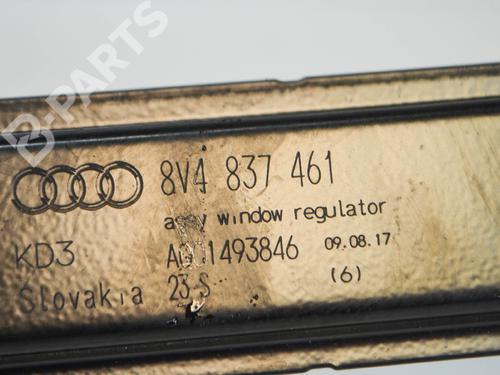 B-PARTS
8V4 837 461
assy window regulator
KD3 1493846 09.08.17
Slovakia 23 S (6)